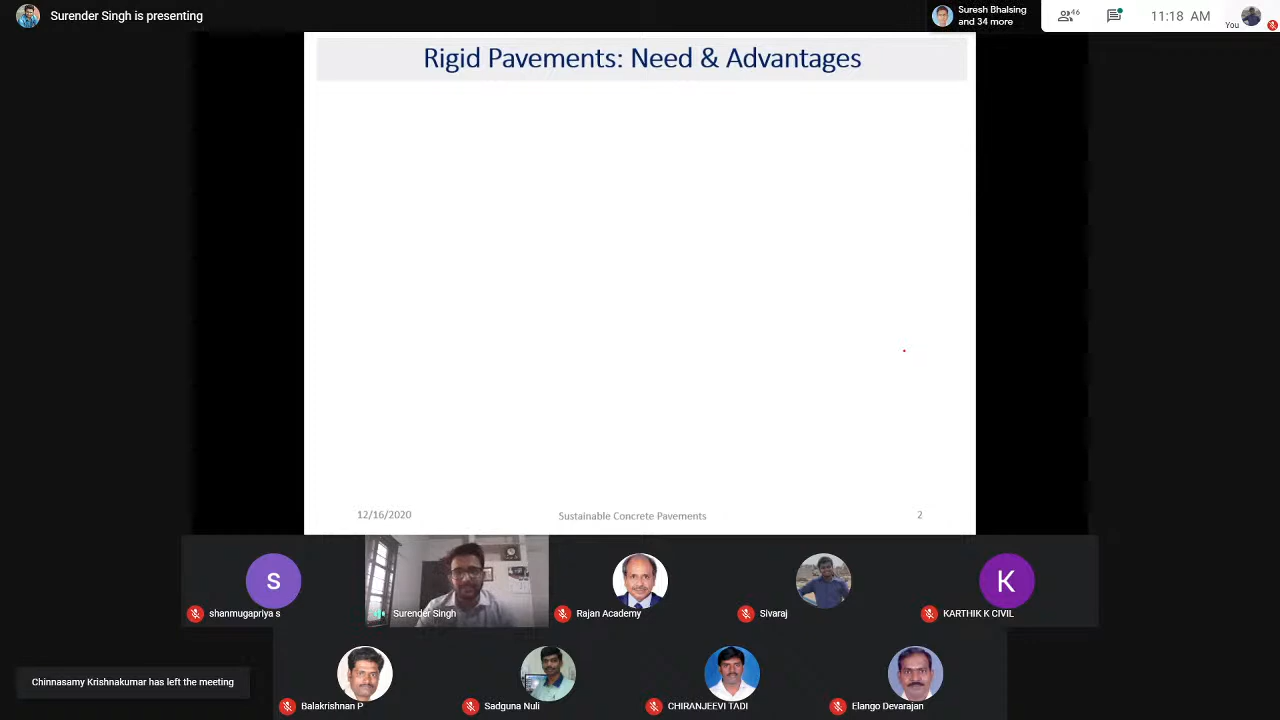 Surender Singh is presenting
Suresh Bhalsing
and 34 more
46
11:18 AM
You
Rigid Pavements: Need & Advantages
12/16/2020
Sustainable Concrete Pavements
2
s
shanmugapriya s
Surender Singh
Rajan Academy
Sivaraj
K
KARTHIK K CIVIL
Chinnasamy Krishnakumar has left the meeting
Balakrishnan P
Sadguna Nuli
CHIRANJEEVI TADI
Elango Devarajan